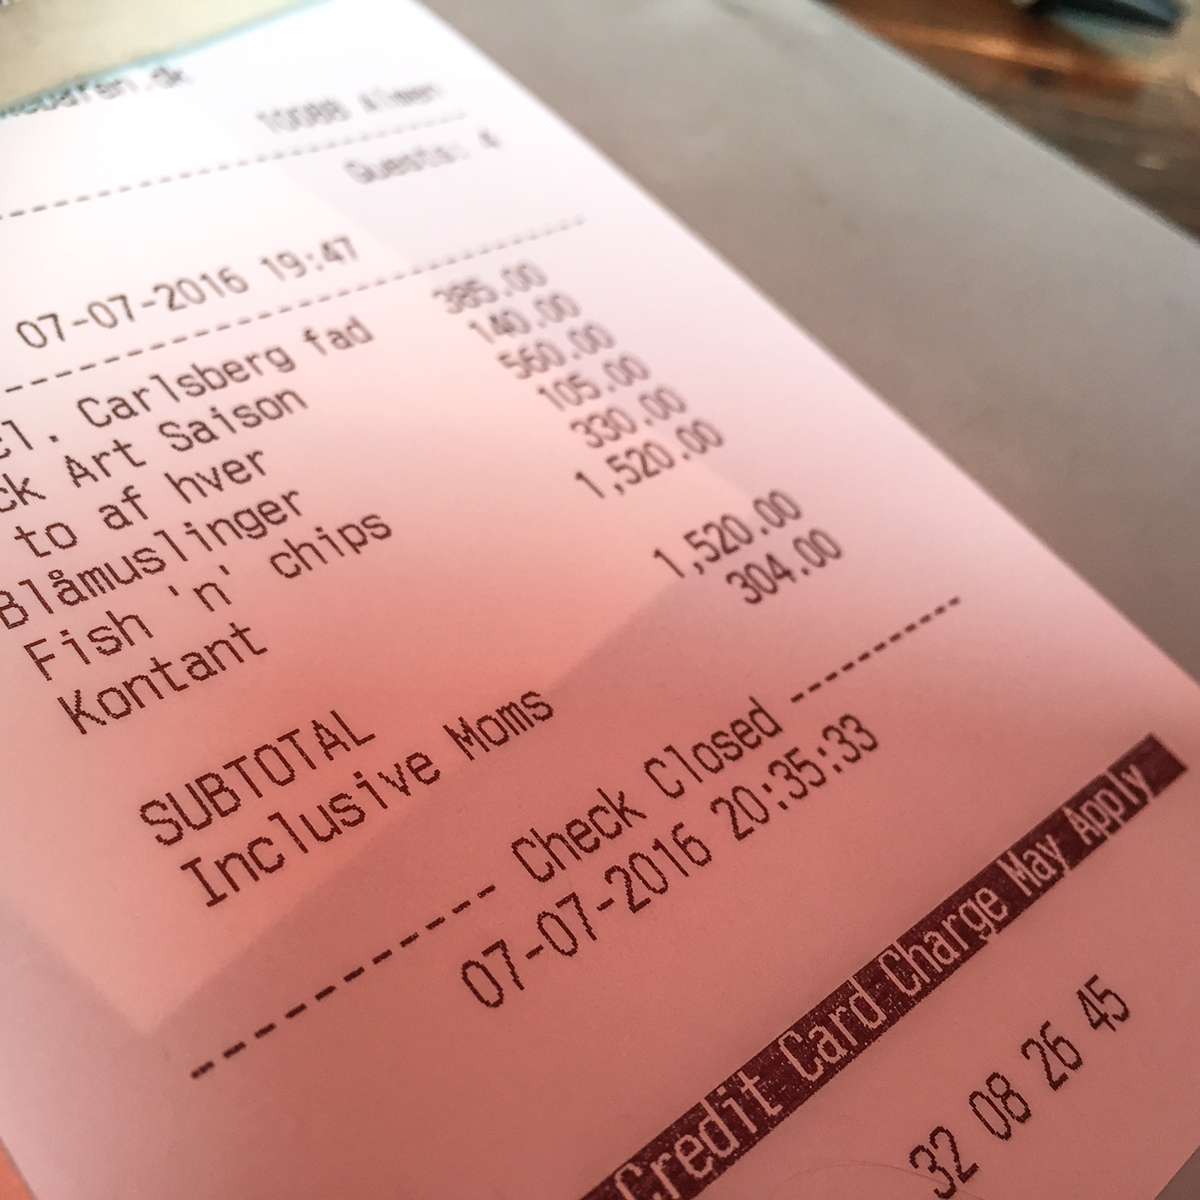 10088 Alleen
Guests: 4
07-07-2016 19:47
Carlsberg fad 385.00
ck Art Saison 140.00
to af hver 560.00
Blåmuslinger 105.00
Fish 'n' chips 330.00
Kontant 1,520.00
SUBTOTAL 1,520.00
Inclusive Moms 304.00
---------- Check Closed ----------
07-07-2016 20:35:33
Credit Card Charge May Apply
32 08 26 45